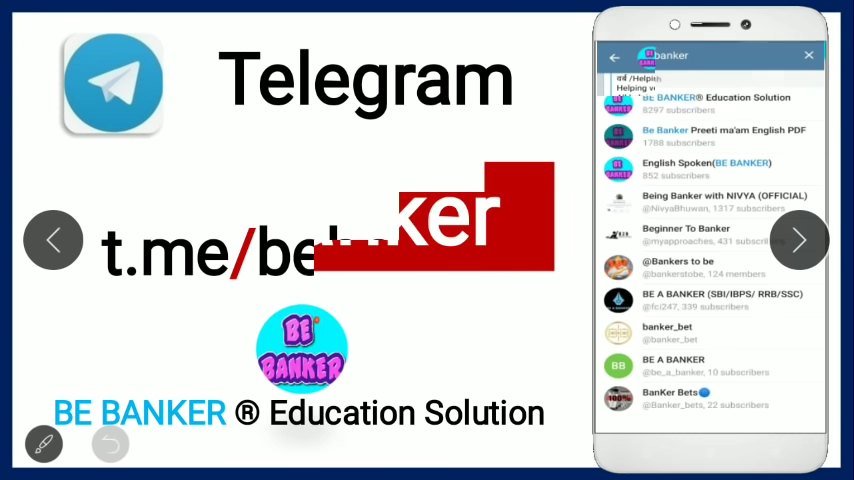 Telegram
t.me/be
ker
BE
BANKER
BE BANKER ® Education Solution
banker
वर्थ /Helpin
Helping
BE BANKER® Education Solution
8297 subscribers
Be Banker Preeti ma'am English PDF
1788 subscribers
English Spoken(BE BANKER)
852 subscribers
Being Banker with NIVYA (OFFICIAL)
@NivyaBhuwan, 1317 subscribers
Beginner To Banker
@myapproaches, 431
@Bankers to be
@bankerstobe, 124 members
BE A BANKER (SBI/IBPS/ RRB/SSC)
@fci247, 339 subscribers
banker_bet
@banker_bet
BB
BE A BANKER
@be_a_banker, 10 subscribers
100%
BanKer Bets
@Banker_bets, 22 subscribers